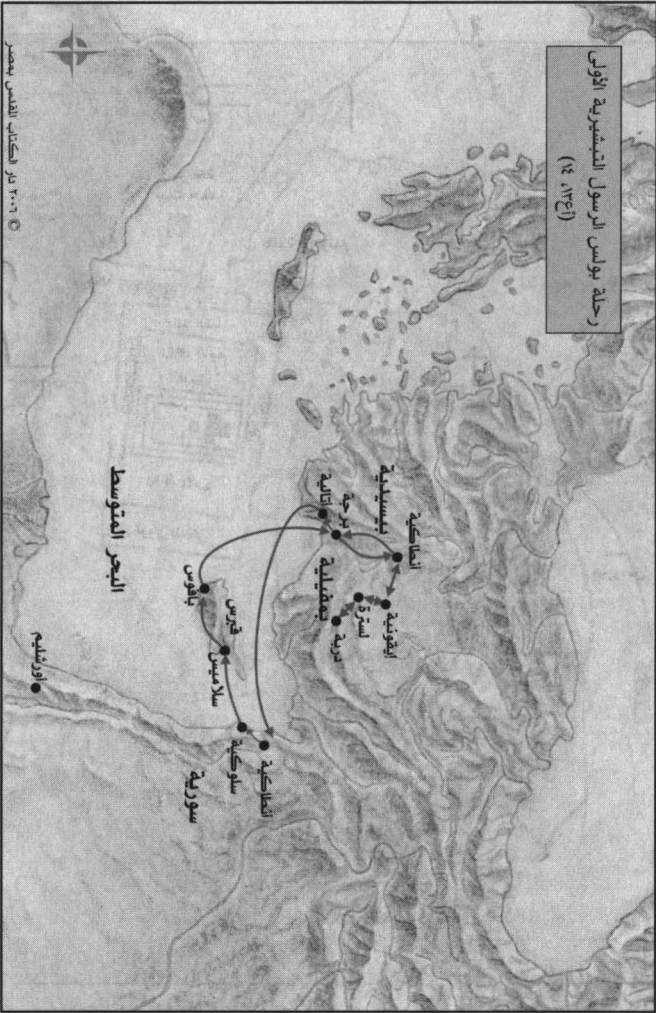 رحلة بولس الرسول التبشيرية الأولى
(أع١٣، ١٤)
بيسيدية
أنطاكية
إيقونية
لسترة
دربة
برجة
أتالية
بمفيلية
قبرس
سلاميس
بافوس
أنطاكية
سلوكية
سورية
البحر المتوسط
أورشليم
© ٢٠٠٦ دار الكتاب المقدس بمصر